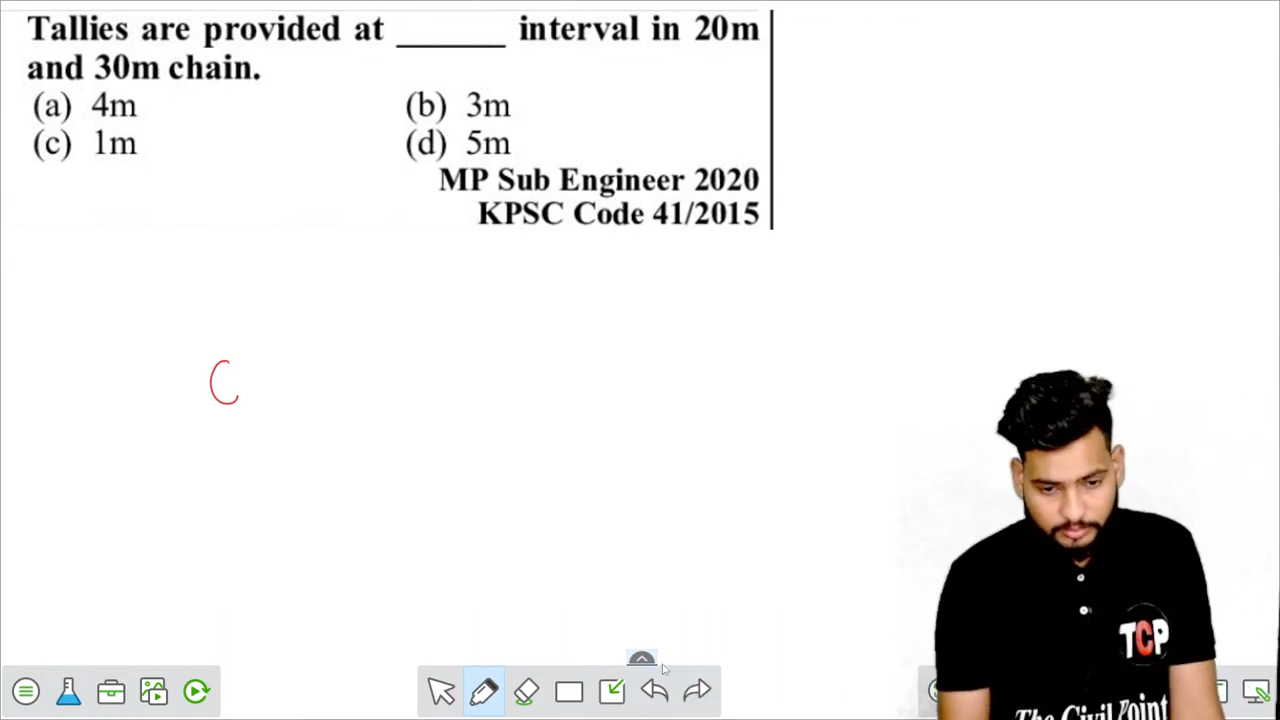 Tallies are provided at ______ interval in 20m
and 30m chain.
(a) 4m (b) 3m
(c) 1m (d) 5m
MP Sub Engineer 2020
KPSC Code 41/2015
C
TCP
The Civil Point